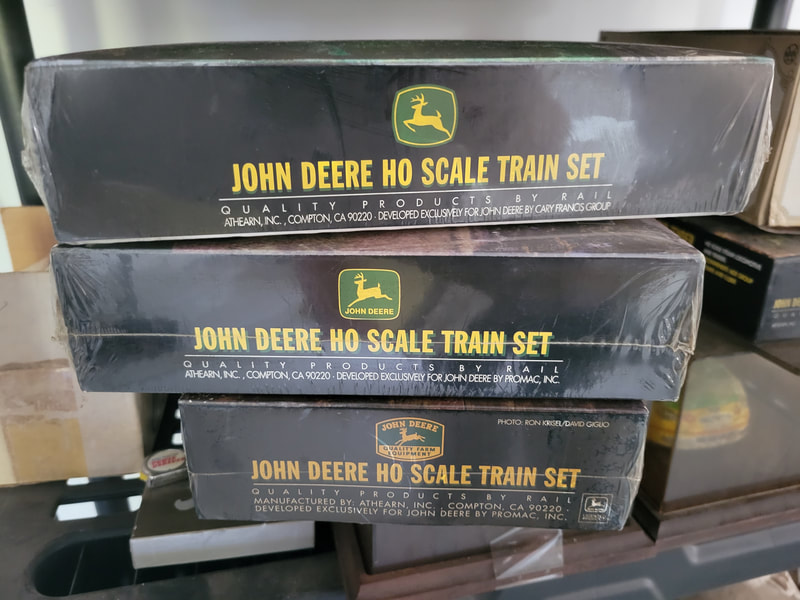 JOHN DEERE HO SCALE TRAIN SET
QUALITY PRODUCTS BY RAIL
ATHEARN, INC. , COMPTON, CA 90220 · DEVELOPED EXCLUSIVELY FOR JOHN DEERE BY CARY FRANCIS GROUP
JOHN DEERE
JOHN DEERE HO SCALE TRAIN SET
QUALITY PRODUCTS BY RAIL
ATHEARN, INC. , COMPTON, CA 90220 · DEVELOPED EXCLUSIVELY FOR JOHN DEERE BY PROMAC, INC.
PHOTO: RON KRISEL/DAVID GIGLIO
JOHN DEERE
QUALITY FARM
EQUIPMENT
JOHN DEERE HO SCALE TRAIN SET
QUALITY PRODUCTS BY RAIL
MANUFACTURED BY: ATHEARN, INC. , COMPTON, CA 90220 ·
DEVELOPED EXCLUSIVELY FOR JOHN DEERE BY PROMAC, INC.